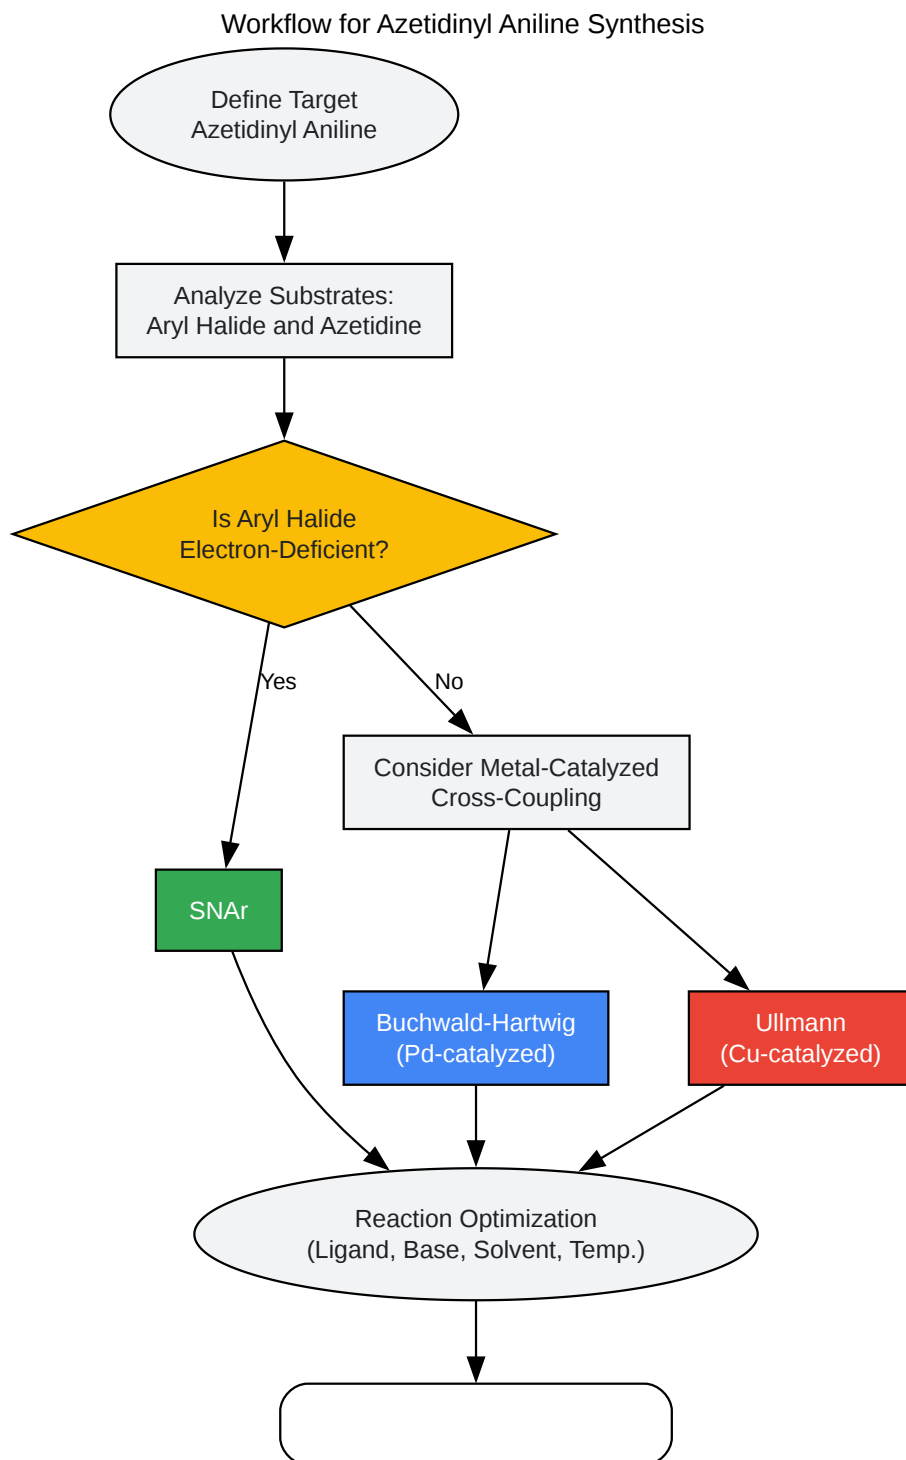 Workflow for Azetidinyl Aniline Synthesis
Define Target
Azetidinyl Aniline
Analyze Substrates:
Aryl Halide and Azetidine
Is Aryl Halide
Electron-Deficient?
Yes
No
Consider Metal-Catalyzed
Cross-Coupling
SNAr
Buchwald-Hartwig
(Pd-catalyzed)
Ullmann
(Cu-catalyzed)
Reaction Optimization
(Ligand, Base, Solvent, Temp.)